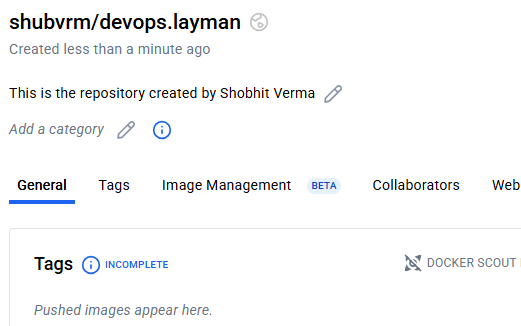 shubvrm/devops.layman
Created less than a minute ago
This is the repository created by Shobhit Verma
Add a category
General Tags Image Management BETA Collaborators Web
Tags INCOMPLETE DOCKER SCOUT
Pushed images appear here.